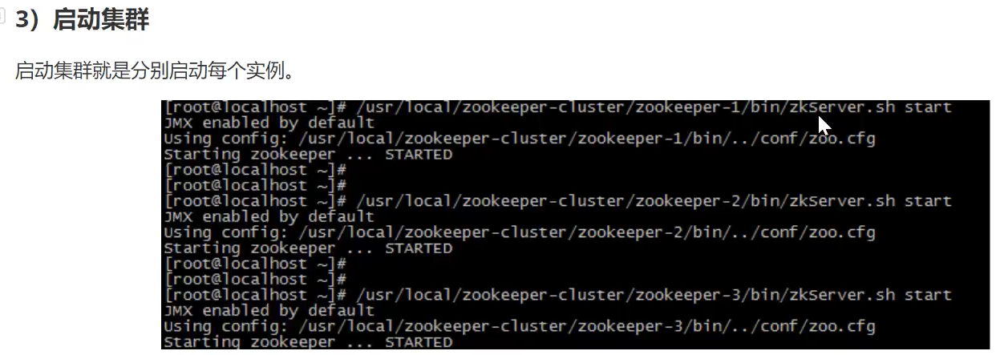 3）启动集群
启动集群就是分别启动每个实例。
[root@localhost ~]# /usr/local/zookeeper-cluster/zookeeper-1/bin/zkServer.sh start
JMX enabled by default
Using config: /usr/local/zookeeper-cluster/zookeeper-1/bin/../conf/zoo.cfg
Starting zookeeper ... STARTED
[root@localhost ~]#
[root@localhost ~]#
[root@localhost ~]# /usr/local/zookeeper-cluster/zookeeper-2/bin/zkServer.sh start
JMX enabled by default
Using config: /usr/local/zookeeper-cluster/zookeeper-2/bin/../conf/zoo.cfg
Starting zookeeper ... STARTED
[root@localhost ~]#
[root@localhost ~]#
[root@localhost ~]# /usr/local/zookeeper-cluster/zookeeper-3/bin/zkServer.sh start
JMX enabled by default
Using config: /usr/local/zookeeper-cluster/zookeeper-3/bin/../conf/zoo.cfg
Starting zookeeper ... STARTED